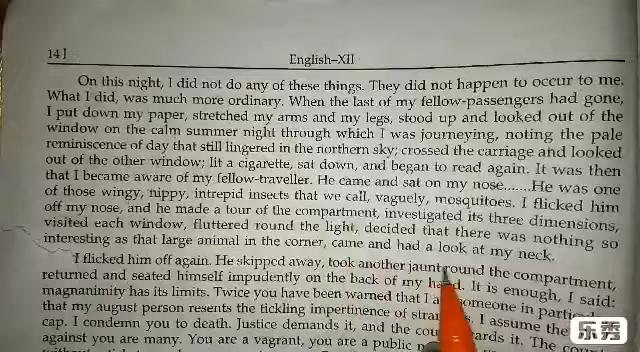 14]
English–XII
On this night, I did not do any of these things. They did not happen to occur to me.
What I did, was much more ordinary. When the last of my fellow-passengers had gone,
I put down my paper, stretched my arms and my legs, stood up and looked out of the
window on the calm summer night through which I was journeying, noting the pale
reminiscence of day that still lingered in the northern sky; crossed the carriage and looked
out of the other window; lit a cigarette, sat down, and began to read again. It was then
that I became aware of my fellow-traveller. He came and sat on my nose.......He was one
of those wingy, nippy, intrepid insects that we call, vaguely, mosquitoes. I flicked him
off my nose, and he made a tour of the compartment, investigated its three dimensions,
visited each window, fluttered round the light, decided that there was nothing so
interesting as that large animal in the corner, came and had a look at my neck.
I flicked him off again. He skipped away, took another jaunt round the compartment,
returned and seated himself impudently on the back of my hand. It is enough, I said:
magnanimity has its limits. Twice you have been warned that I a someone in
that my august person resents the tickling impertinence of I assume the
cap. I condemn you to death. Justice demands it, and the The
against you are many. You are a vagrant, you are a public
乐秀